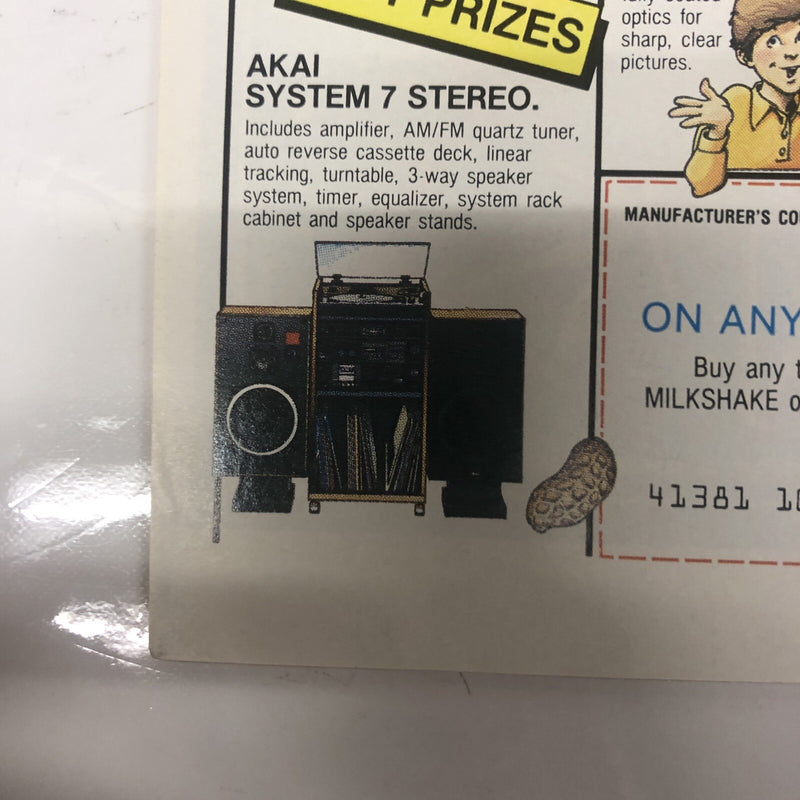 PRIZES
AKAI
SYSTEM 7 STEREO.
Includes amplifier, AM/FM quartz tuner,
auto reverse cassette deck, linear
tracking, turntable, 3-way speaker
system, timer, equalizer, system rack
cabinet and speaker stands.
optics for
sharp, clear
pictures.
MANUFACTURER'S
ON ANY
Buy any
MILKSHAKE
41381